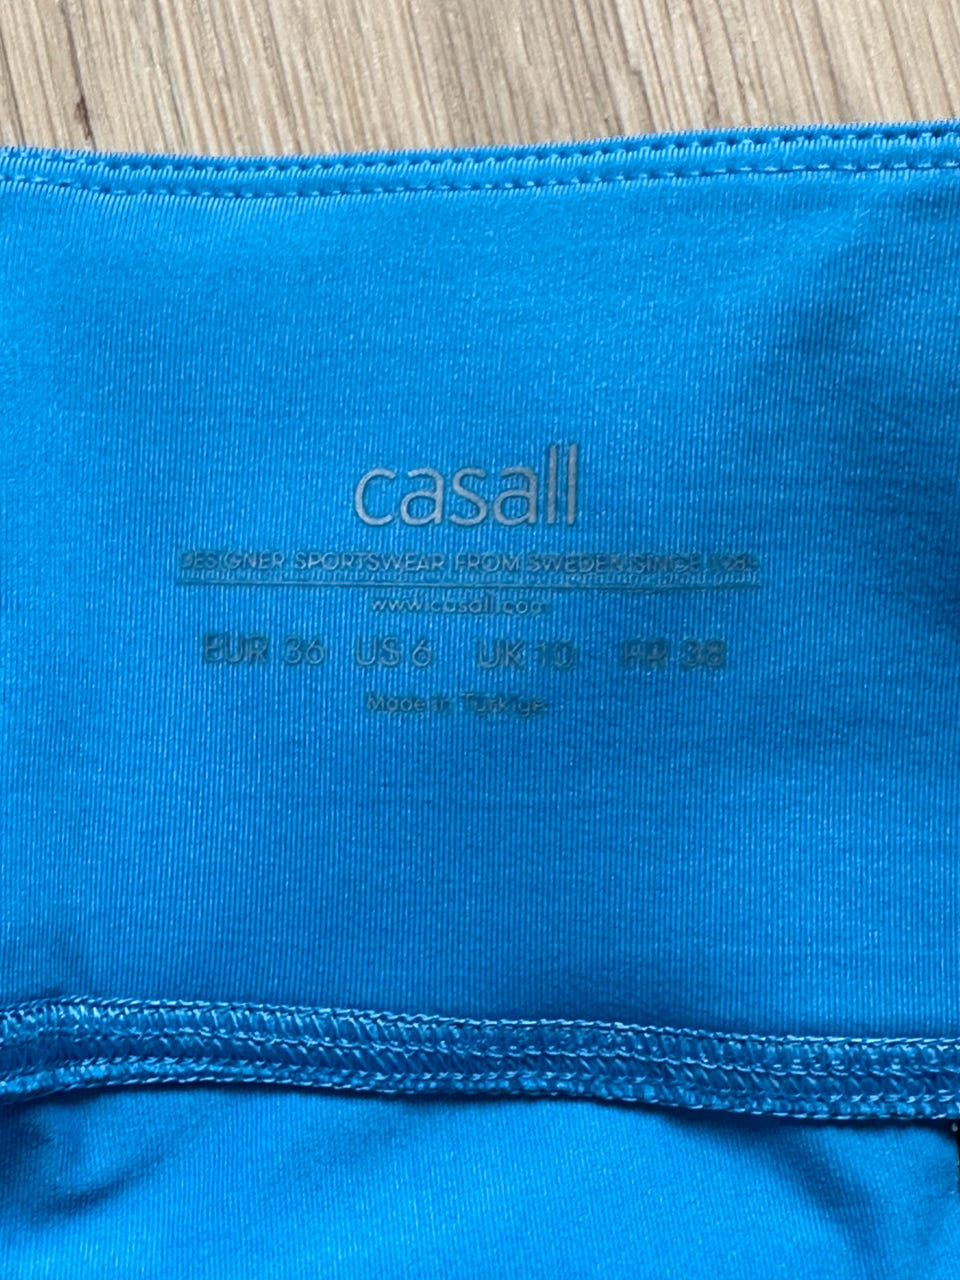 casall
DESIGNER SPORTSWEAR FROM SWEDEN SINCE
www.casall.com
EUR 36 US 6 UK 10 FR 38
Made in Türkiye